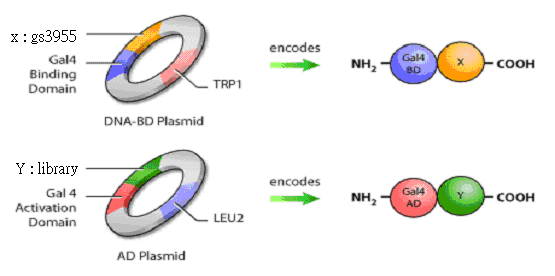 x : gs3955
Gal4
Binding
Domain
TRP1
DNA-BD Plasmid
encodes
NH2
Gal4
BD
X
COOH
Y : library
Gal 4
Activation
Domain
LEU2
AD Plasmid
encodes
NH2
Gal4
AD
Y
COOH